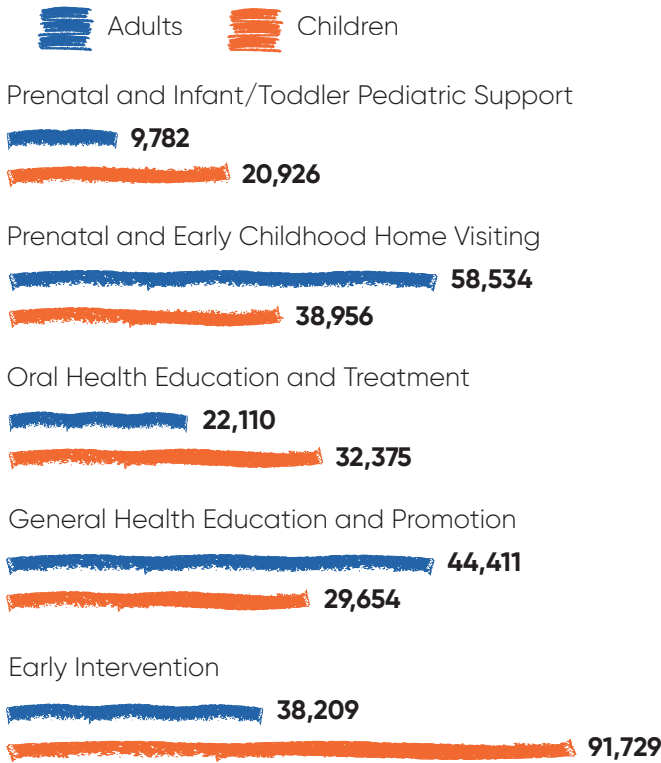 Adults Children
Prenatal and Infant/Toddler Pediatric Support
9,782
20,926
Prenatal and Early Childhood Home Visiting
58,534
38,956
Oral Health Education and Treatment
22,110
32,375
General Health Education and Promotion
44,411
29,654
Early Intervention
38,209
91,729